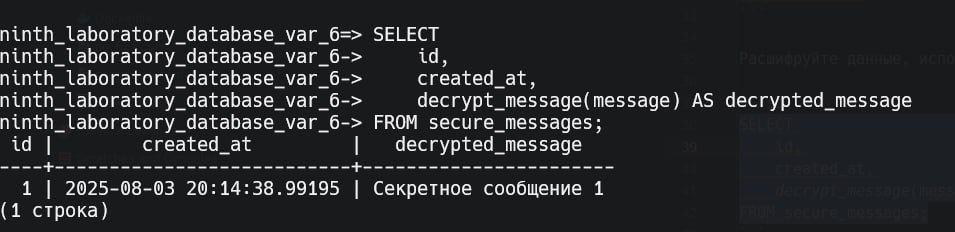 ninth_laboratory_database_var_6=> SELECT
ninth_laboratory_database_var_6->     id,
ninth_laboratory_database_var_6->     created_at,
ninth_laboratory_database_var_6->     decrypt_message(message) AS decrypted_message
ninth_laboratory_database_var_6-> FROM secure_messages;
 id |        created_at         |   decrypted_message
----+---------------------------+-----------------------
  1 | 2025-08-03 20:14:38.99195 | Секретное сообщение 1
(1 строка)
Расшифруйте данные, испо
SELECT
39
id,
created_at,
decrypt_message(mess
FROM secure_messages;